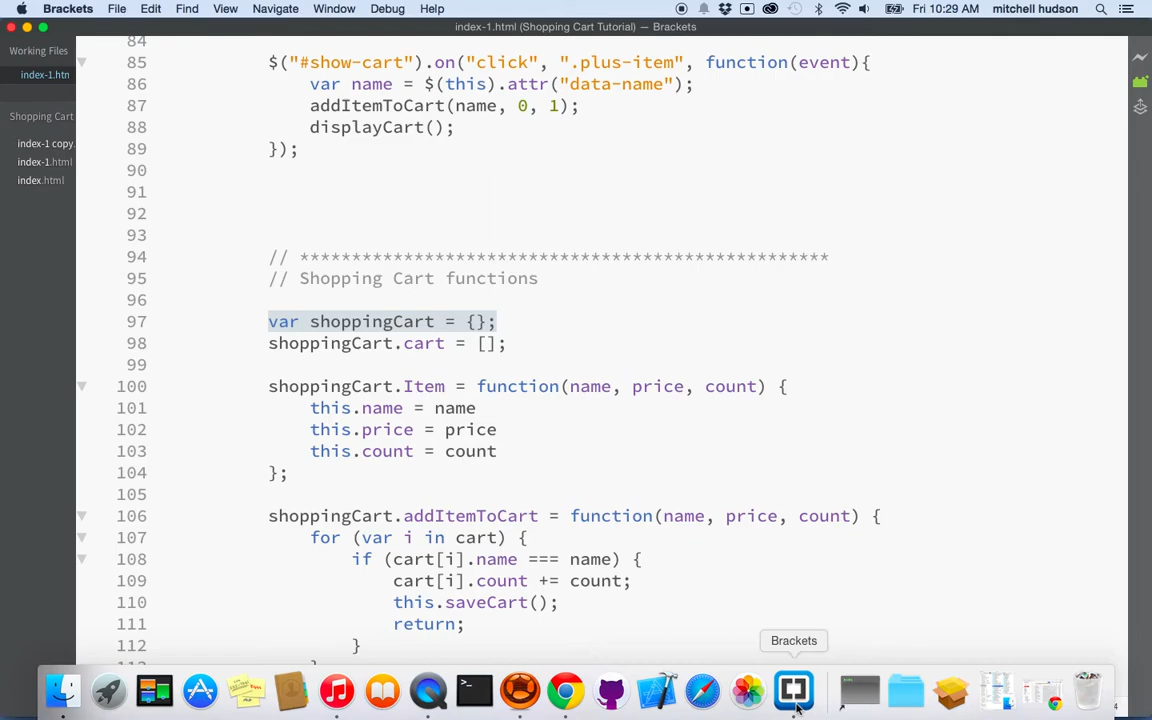 Brackets File Edit View Navigate Window Debug Help Fri 10:29 AM mitchell hudson
index-1.html (Shopping Cart Tutorial) — Brackets
Working Files
index-1.htm
Shopping Cart
index-1 copy.
index-1.html
index.html
84
85 $("#show-cart").on("click", ".plus-item", function(event){
86 var name = $(this).attr("data-name");
87 addItemToCart(name, 0, 1);
88 displayCart();
89 });
90
91
92
93
94 // ***************************************************
95 // Shopping Cart functions
96
97 var shoppingCart = {};
98 shoppingCart.cart = [];
99
100 shoppingCart.Item = function(name, price, count) {
101 this.name = name
102 this.price = price
103 this.count = count
104 };
105
106 shoppingCart.addItemToCart = function(name, price, count) {
107 for (var i in cart) {
108 if (cart[i].name === name) {
109 cart[i].count += count;
110 this.saveCart();
111 return;
112 }
Brackets